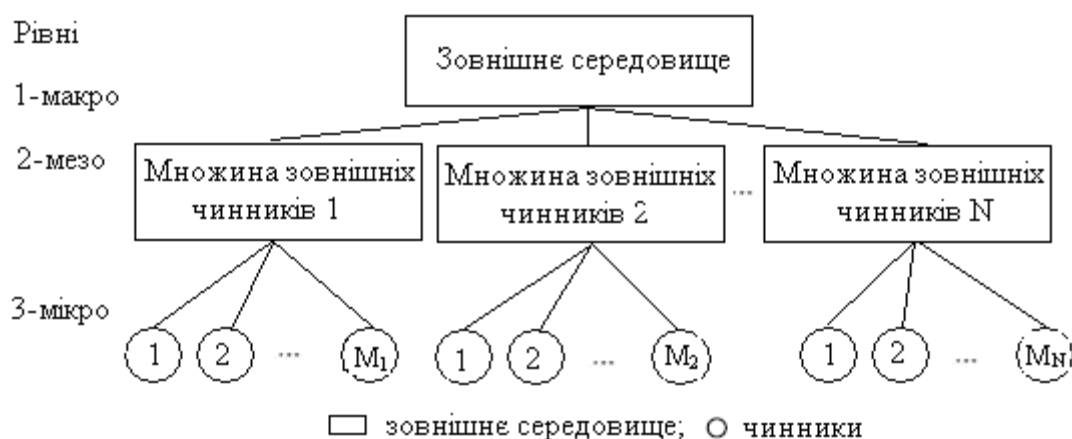 Рівні
Зовнішнє середовище
1-макро
2-мезо
Множина зовнішніх
чинників 1
Множина зовнішніх
чинників 2
...
Множина зовнішніх
чинників N
3-мікро
1 2 ... M₁
1 2 ... M₂
1 2 ... M_N
зовнішнє середовище; чинники